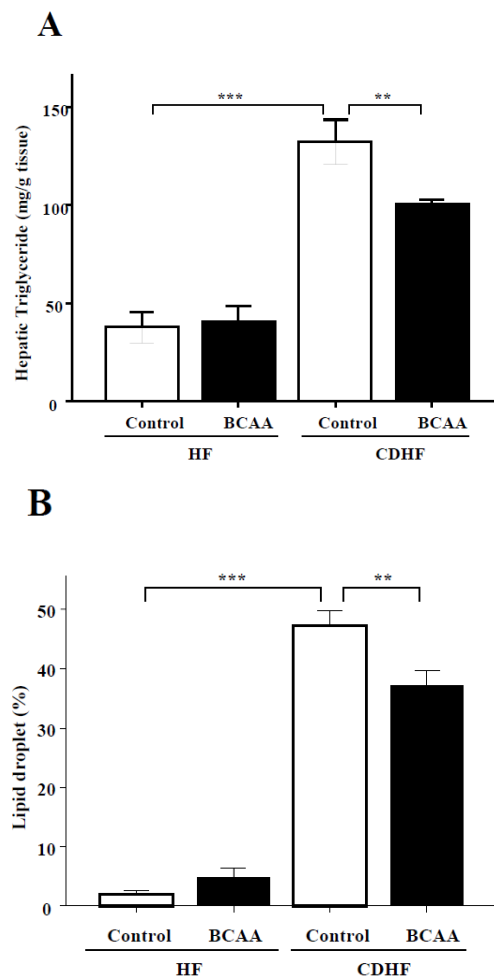 A
Hepatic Triglyceride (mg/g tissue)
150
100
50
0
***
**
Control BCAA Control BCAA
HF CDHF
B
Lipid droplet (%)
50
40
30
20
10
0
***
**
Control BCAA Control BCAA
HF CDHF